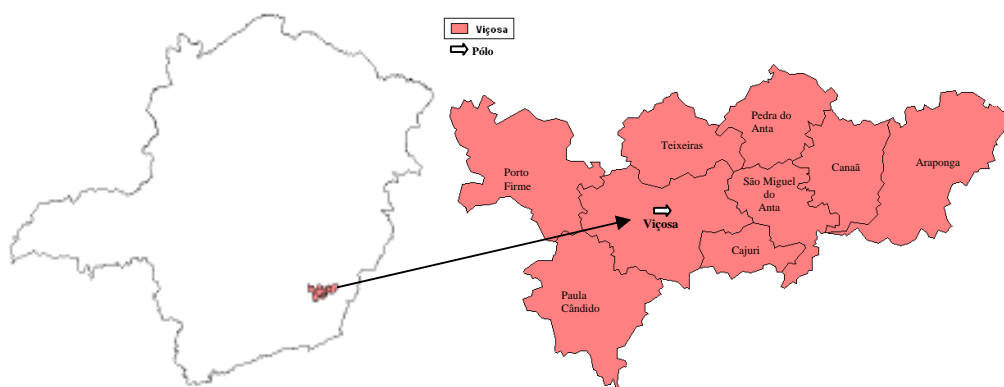 Viçosa
Pólo
Pedra do
Anta
Teixeiras
Canaã
Araponga
Porto
Firme
São Miguel
do
Anta
Viçosa
Cajuri
Paula
Cândido